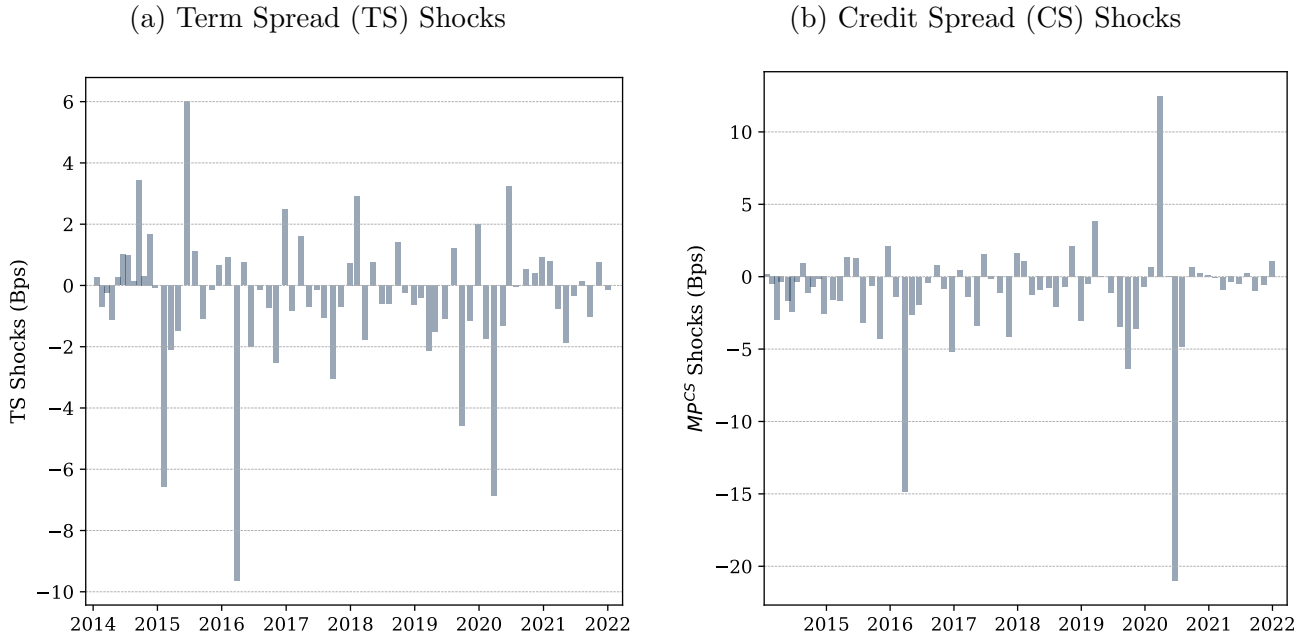 (a) Term Spread (TS) Shocks
TS Shocks (Bps)
6
4
2
0
−2
−4
−6
−8
−10
2014 2015 2016 2017 2018 2019 2020 2021 2022
(b) Credit Spread (CS) Shocks
MP^{CS} Shocks (Bps)
10
5
0
−5
−10
−15
−20
2015 2016 2017 2018 2019 2020 2021 2022